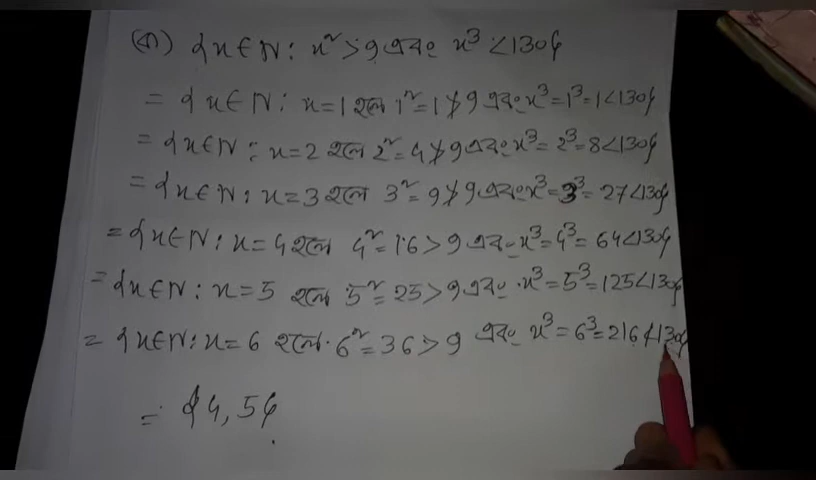 (ক) {x∈N: x² > 9 এবং x³ < 130}
= {x∈N: x=1 হলে 1²=1 ≯ 9 এবং x³=1³=1<130}
= {x∈N: x=2 হলে 2²=4 ≯ 9 এবং x³=2³=8<130}
= {x∈N: x=3 হলে 3²=9 ≯ 9 এবং x³=3³=27<130}
= {x∈N: x=4 হলে 4²=16>9 এবং x³=4³=64<130}
= {x∈N: x=5 হলে 5²=25>9 এবং x³=5³=125<130}
= {x∈N: x=6 হলে 6²=36>9 এবং x³=6³=216≮130}
= {4, 5}